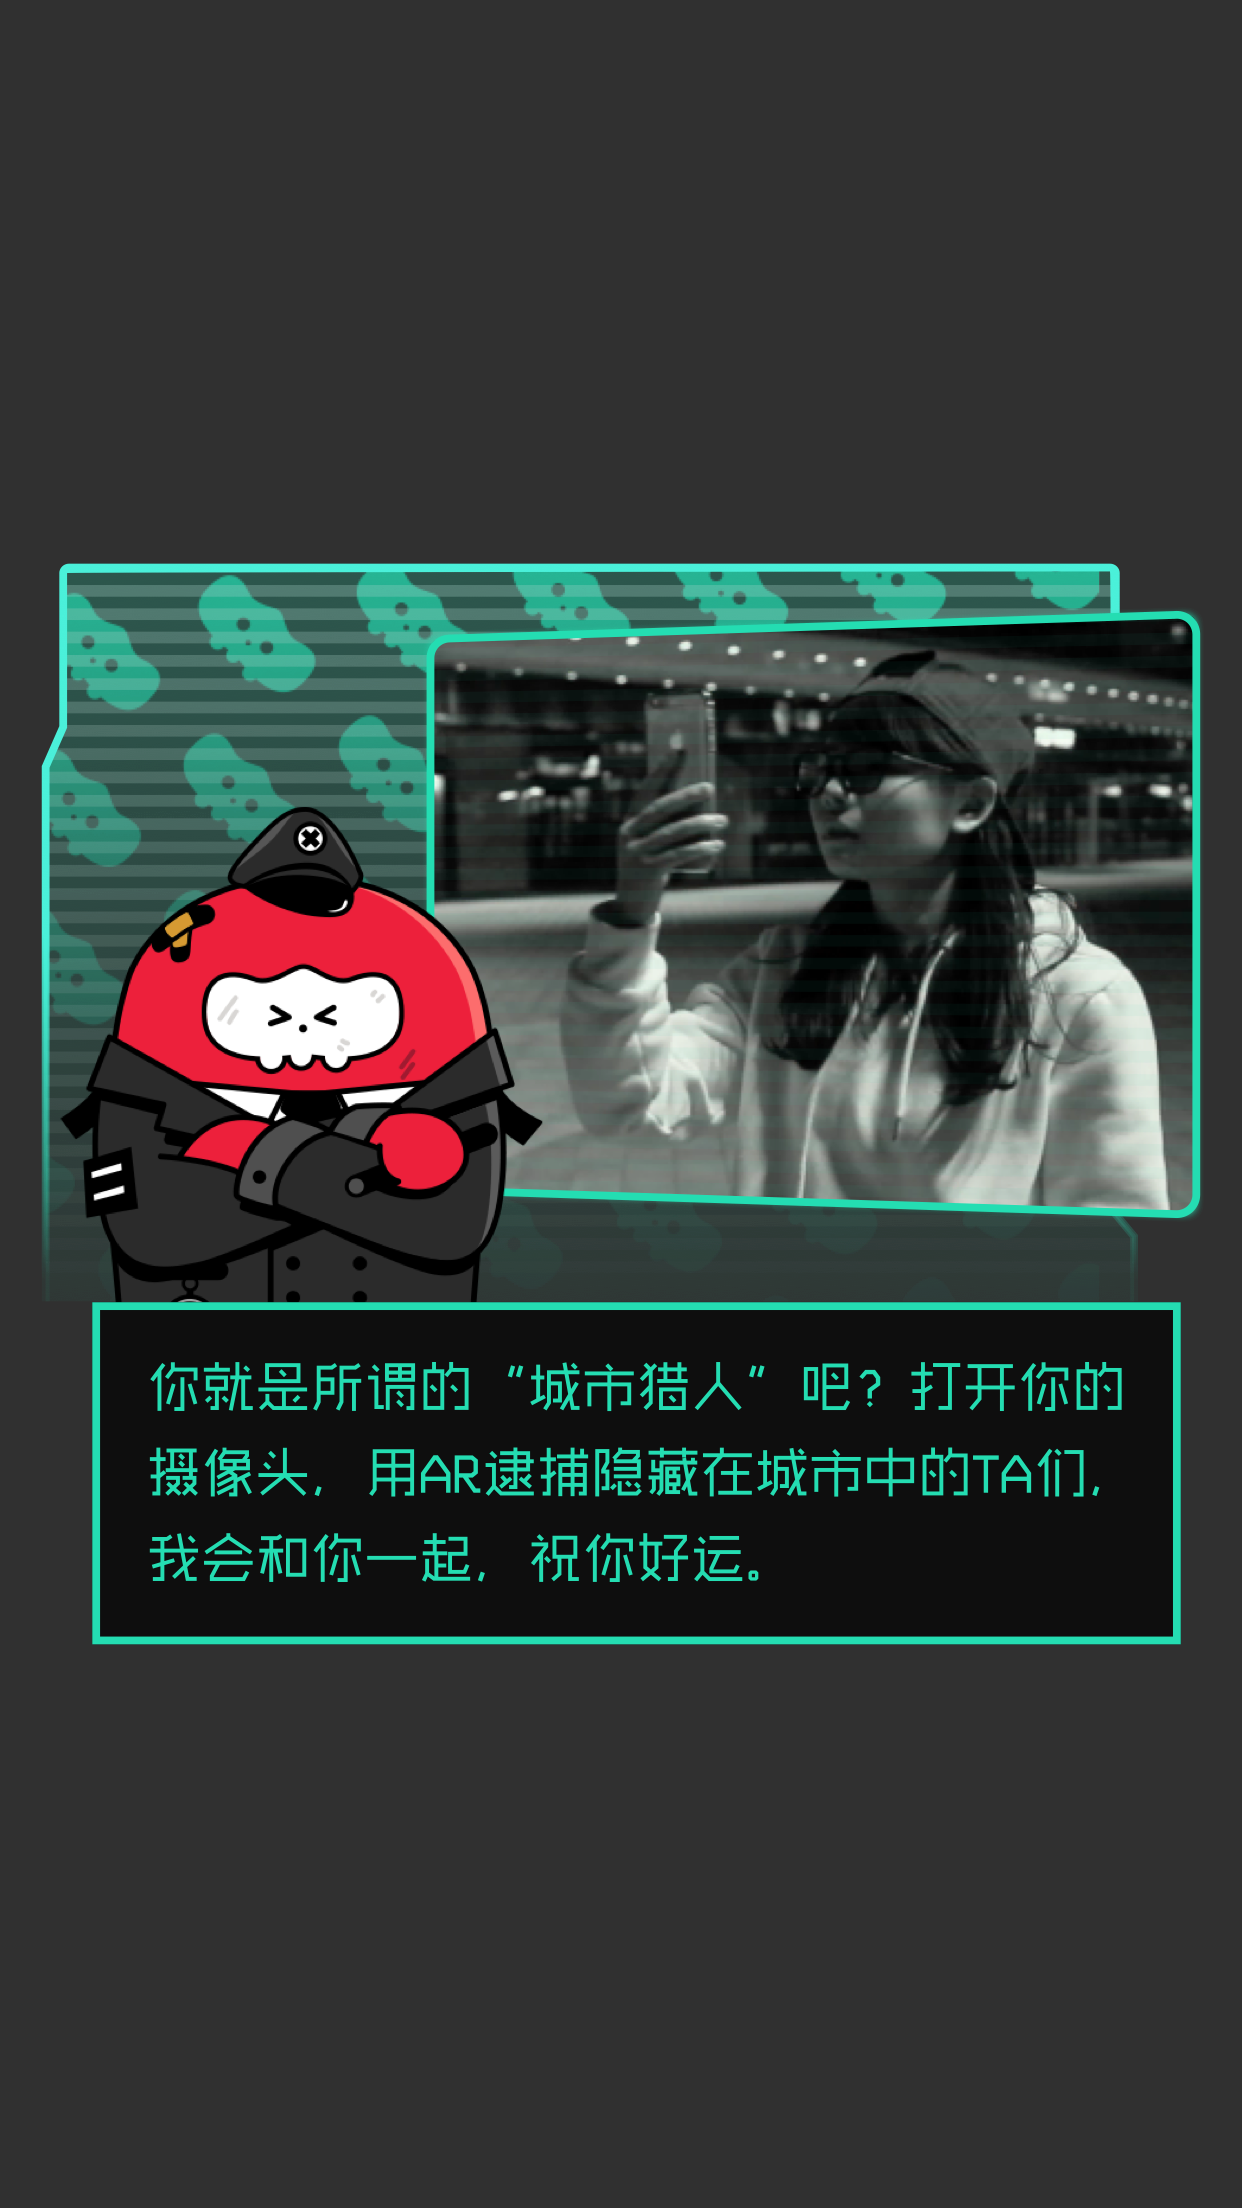 你就是所谓的“城市猎人”吧？打开你的
摄像头，用AR逮捕隐藏在城市中的TA们，
我会和你一起，祝你好运。